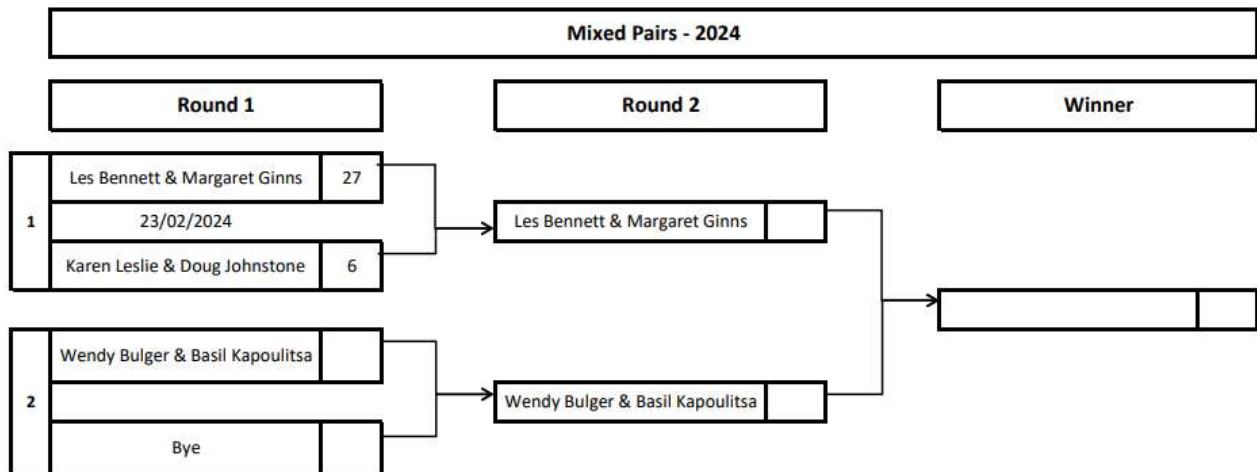 Mixed Pairs - 2024
Round 1
Round 2
Winner
1
Les Bennett & Margaret Ginns 27
23/02/2024
Karen Leslie & Doug Johnstone 6
Les Bennett & Margaret Ginns
2
Wendy Bulger & Basil Kapoulitsa
Bye
Wendy Bulger & Basil Kapoulitsa